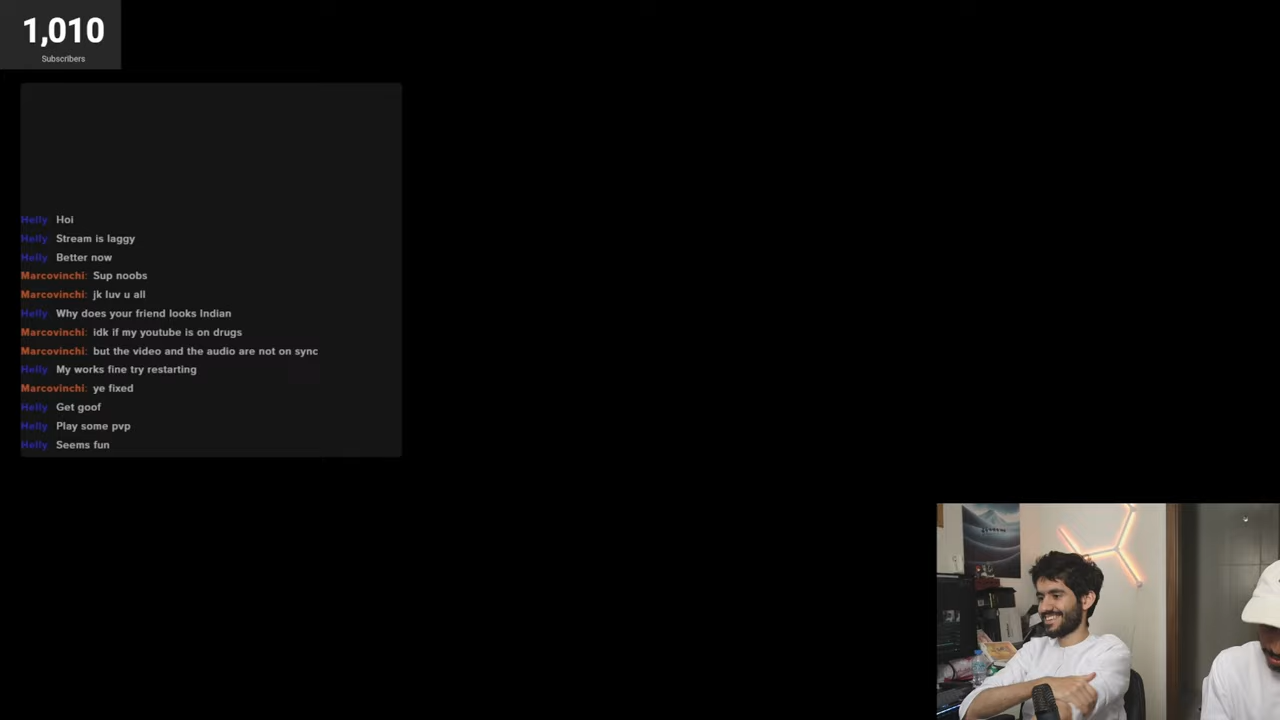 1,010
Subscribers
Helly: Hoi
Helly: Stream is laggy
Helly: Better now
Marcovinchi: Sup noobs
Marcovinchi: jk luv u all
Helly: Why does your friend looks Indian
Marcovinchi: idk if my youtube is on drugs
Marcovinchi: but the video and the audio are not on sync
Helly: My works fine try restarting
Marcovinchi: ye fixed
Helly: Get goof
Helly: Play some pvp
Helly: Seems fun